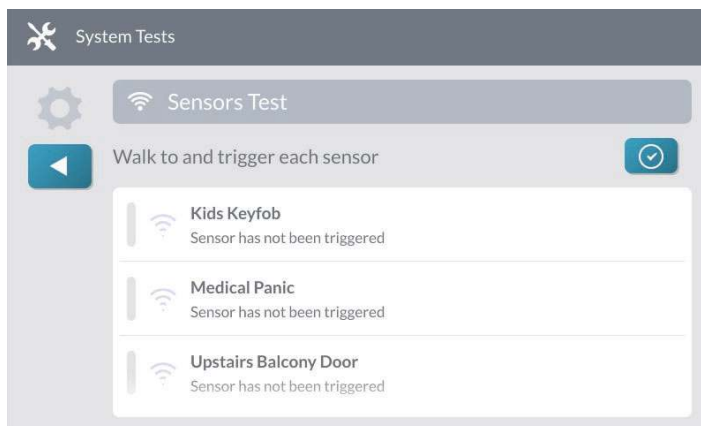 System Tests
Sensors Test
Walk to and trigger each sensor
Kids Keyfob
Sensor has not been triggered
Medical Panic
Sensor has not been triggered
Upstairs Balcony Door
Sensor has not been triggered